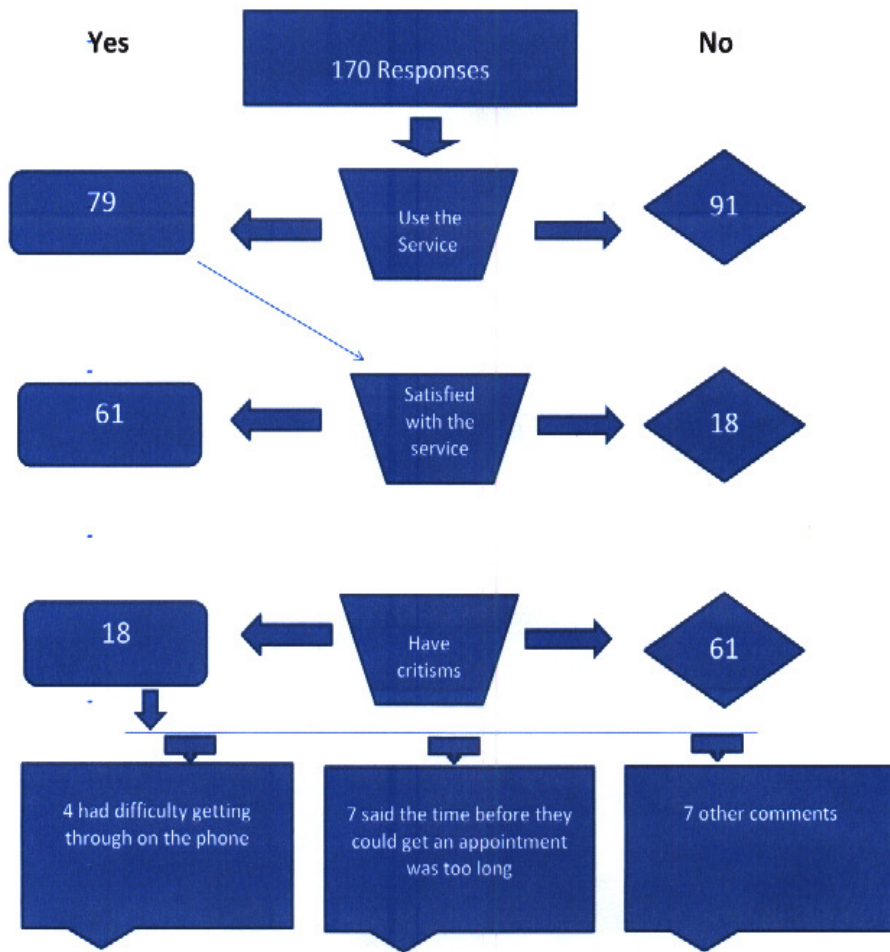 Yes
No
170 Responses
79
Use the
Service
91
61
Satisfied
with the
service
18
18
Have
critisms
61
4 had difficulty getting
through on the phone
7 said the time before they
could get an appointment
was too long
7 other comments